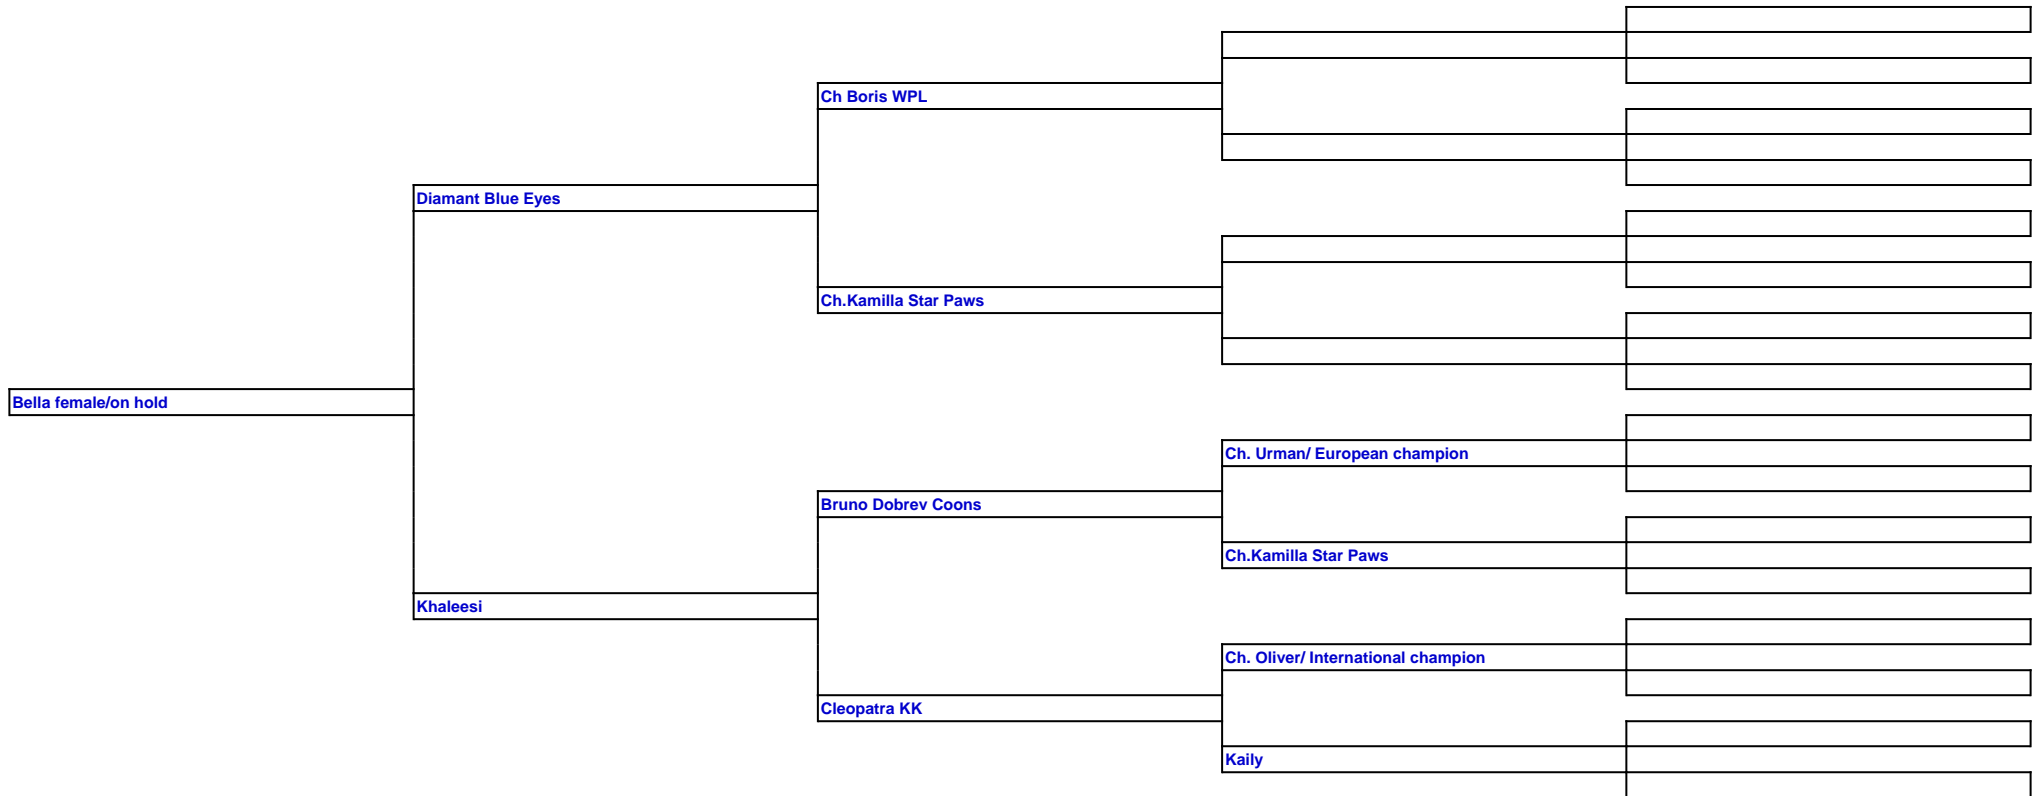 Ch Boris WPL
Diamant Blue Eyes
Ch.Kamilla Star Paws
Bella female/on hold
Ch. Urman/ European champion
Bruno Dobrev Coons
Ch.Kamilla Star Paws
Khaleesi
Ch. Oliver/ International champion
Cleopatra KK
Kaily